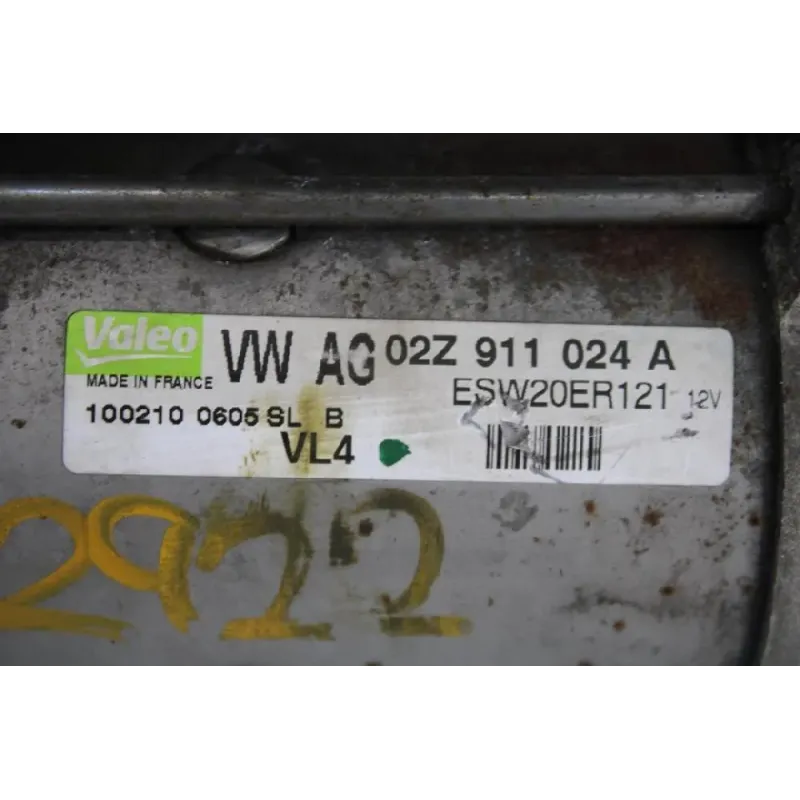 Valeo VW AG 02Z 911 024 A
MADE IN FRANCE ESW20ER121 12V
100210 0605 SL B
VL4
2922